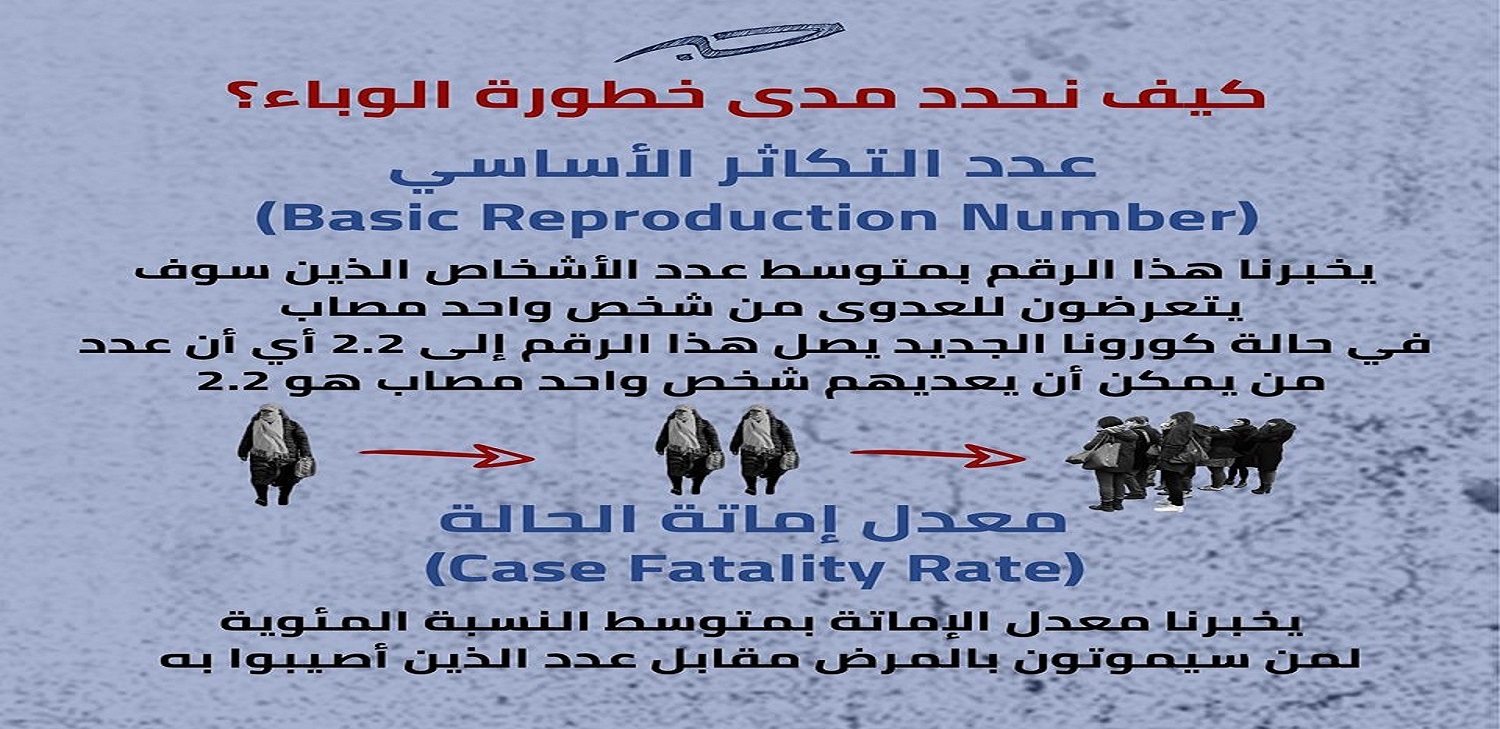 حبر
كيف نحدد مدى خطورة الوباء؟
عدد التكاثر الأساسي
(Basic Reproduction Number)
يخبرنا هذا الرقم بمتوسط عدد الأشخاص الذين سوف
يتعرضون للعدوى من شخص واحد مصاب
في حالة كورونا الجديد يصل هذا الرقم إلى 2.2 أي أن عدد
من يمكن أن يعديهم شخص واحد مصاب هو 2.2
معدل إماتة الحالة
(Case Fatality Rate)
يخبرنا معدل الإماتة بمتوسط النسبة المئوية
لمن سيموتون بالمرض مقابل عدد الذين أصيبوا به